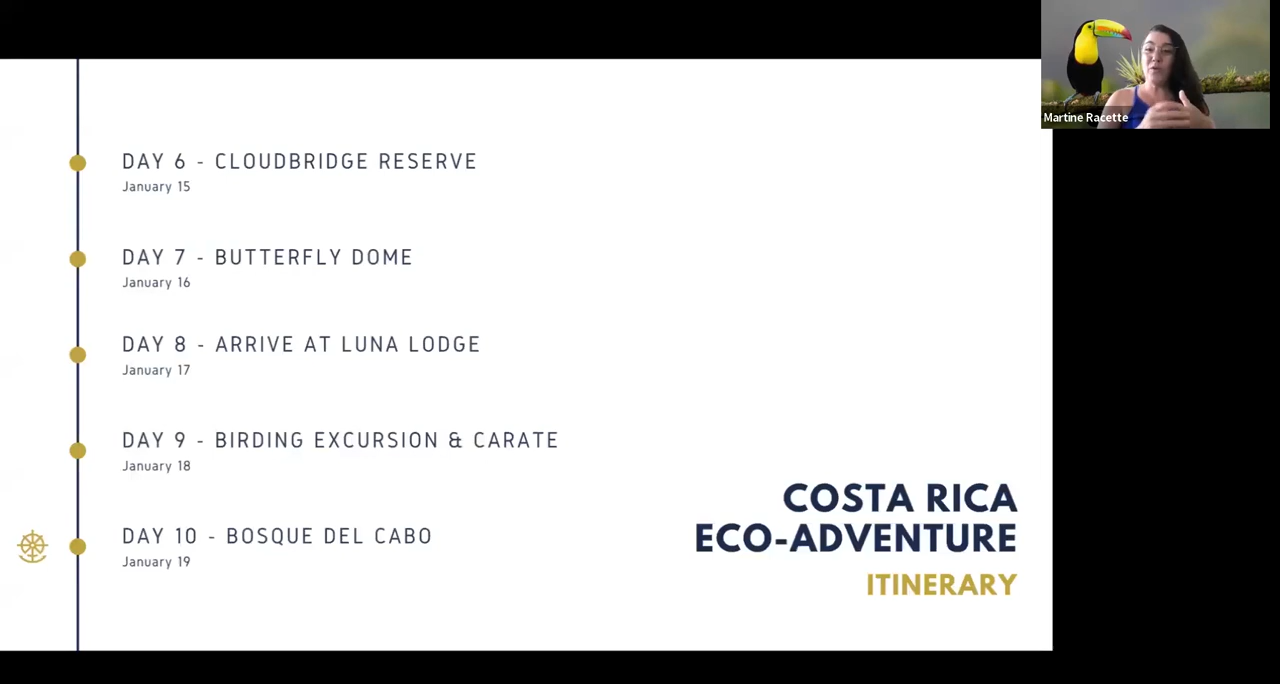 Martine Racette
DAY 6 - CLOUDBRIDGE RESERVE
January 15
DAY 7 - BUTTERFLY DOME
January 16
DAY 8 - ARRIVE AT LUNA LODGE
January 17
DAY 9 - BIRDING EXCURSION & CARATE
January 18
DAY 10 - BOSQUE DEL CABO
January 19
COSTA RICA
ECO-ADVENTURE
ITINERARY